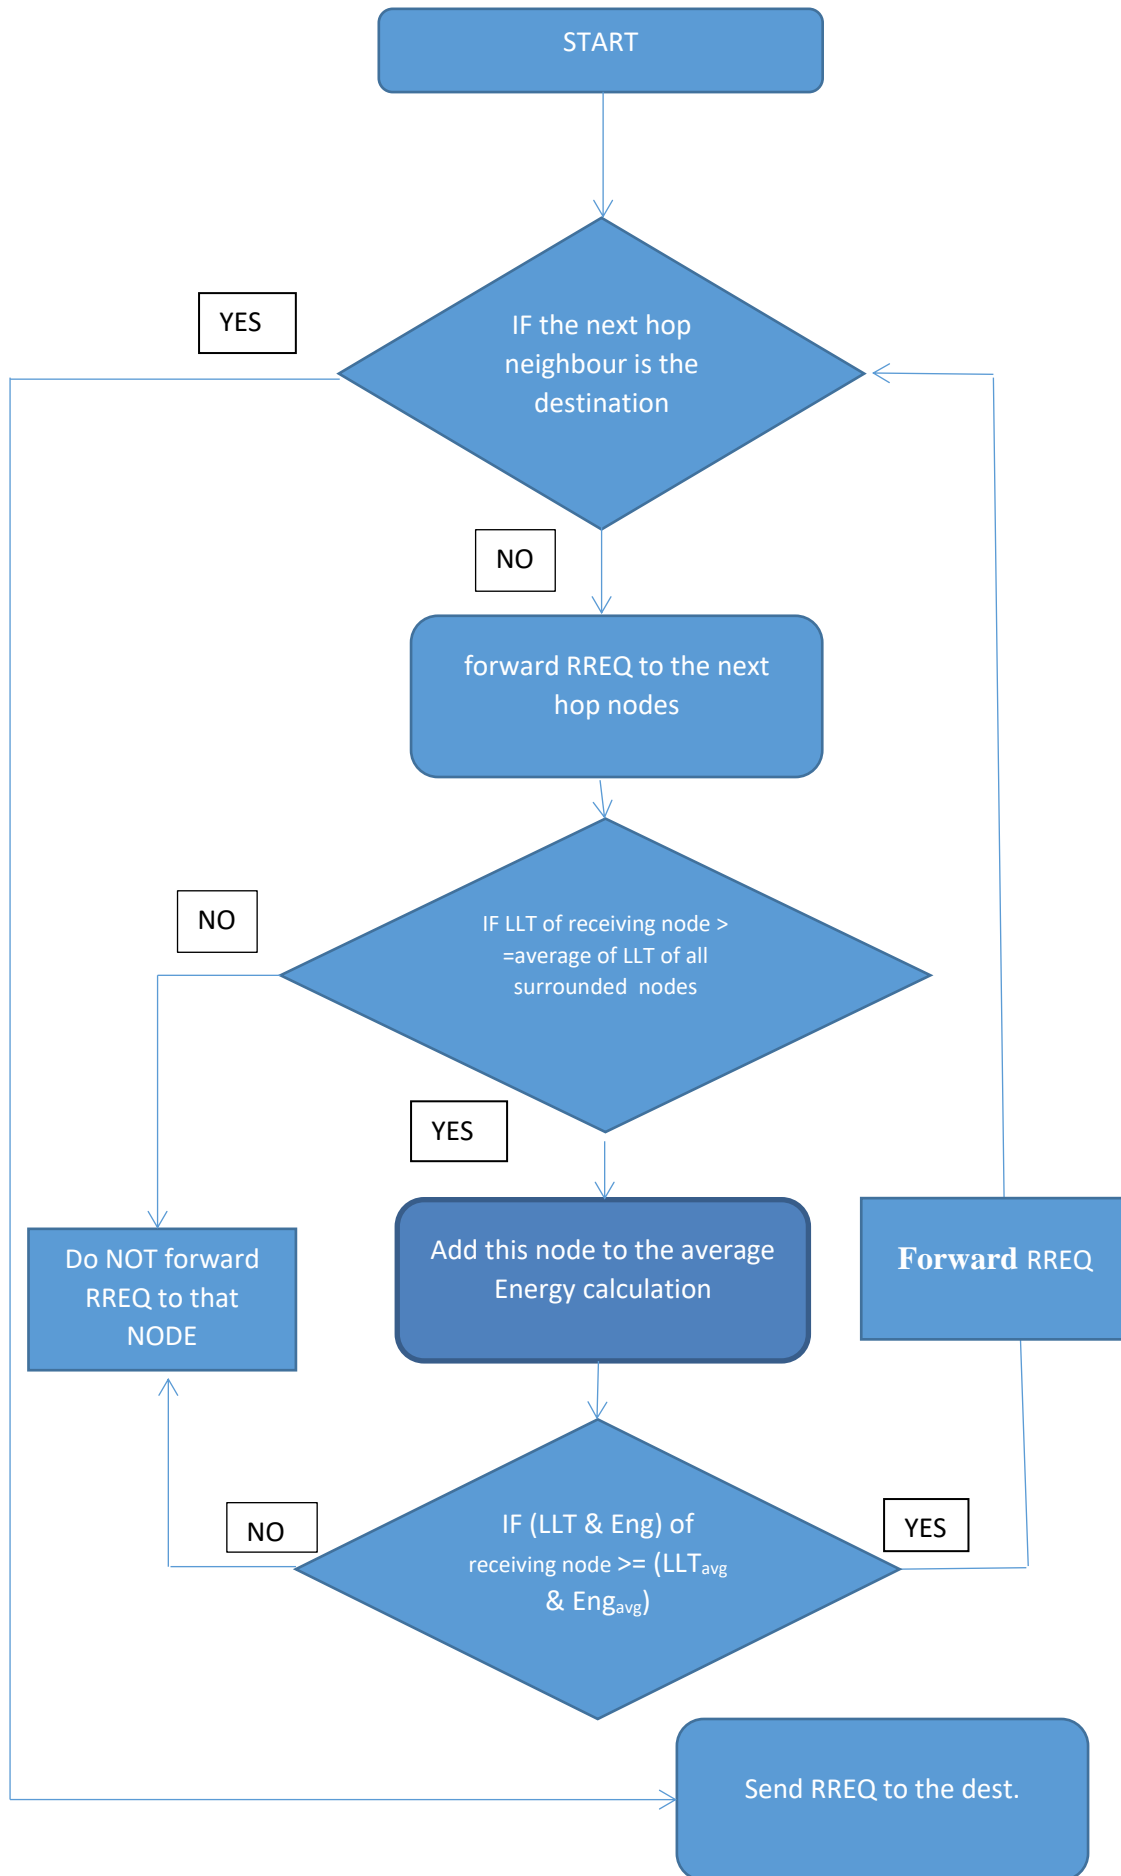 START
YES
IF the next hop
neighbour is the
destination
NO
forward RREQ to the next
hop nodes
NO
IF LLT of receiving node >
=average of LLT of all
surrounded nodes
YES
Do NOT forward
RREQ to that
NODE
Add this node to the average
Energy calculation
Forward RREQ
NO
IF (LLT & Eng) of
receiving node >= (LLTavg
& Engavg)
YES
Send RREQ to the dest.